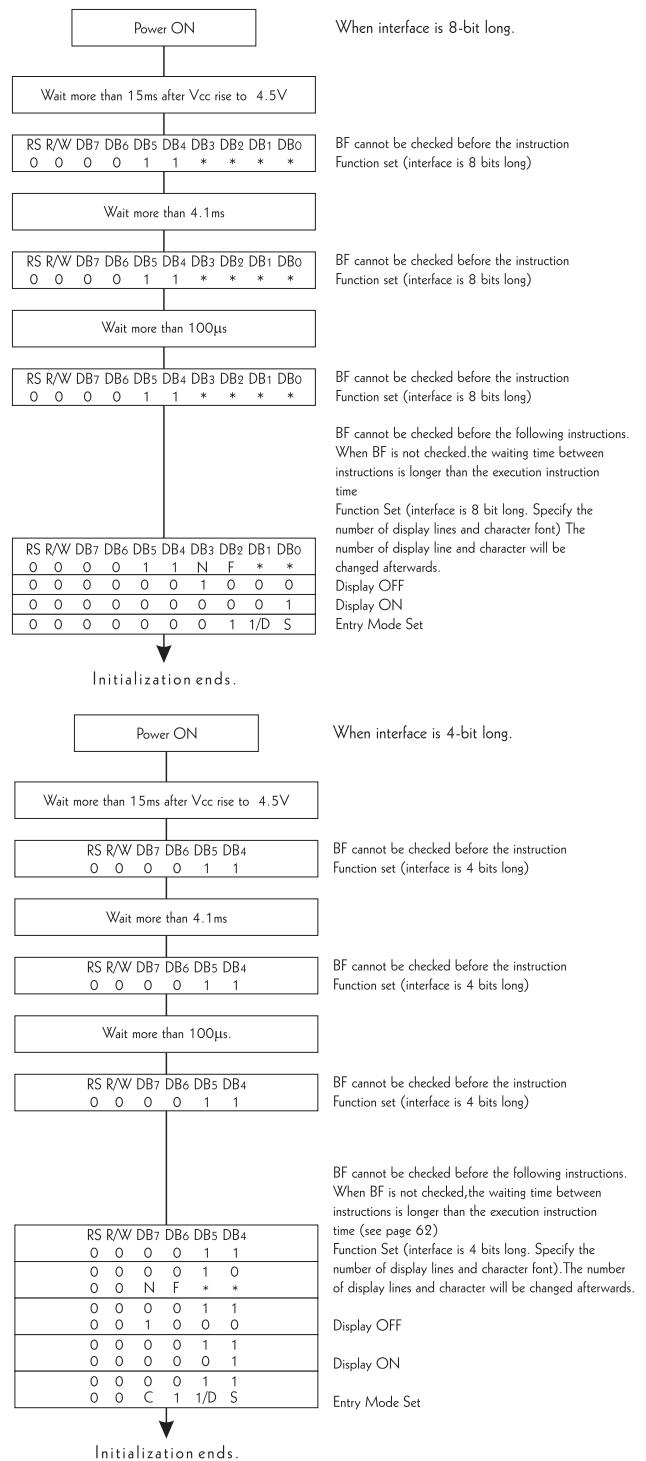 Power ON
When interface is 8-bit long.
Wait more than 15ms after Vcc rise to 4.5V
RS R/W DB7 DB6 DB5 DB4 DB3 DB2 DB1 DB0
0 0 0 0 1 1 * * * *
BF cannot be checked before the instruction
Function set (interface is 8 bits long)
Wait more than 4.1ms
RS R/W DB7 DB6 DB5 DB4 DB3 DB2 DB1 DB0
0 0 0 0 1 1 * * * *
BF cannot be checked before the instruction
Function set (interface is 8 bits long)
Wait more than 100μs
RS R/W DB7 DB6 DB5 DB4 DB3 DB2 DB1 DB0
0 0 0 0 1 1 * * * *
BF cannot be checked before the instruction
Function set (interface is 8 bits long)
BF cannot be checked before the following instructions.
When BF is not checked.the waiting time between
instructions is longer than the execution instruction
time
Function Set (interface is 8 bit long. Specify the
number of display lines and character font) The
number of display line and character will be
changed afterwards.
RS R/W DB7 DB6 DB5 DB4 DB3 DB2 DB1 DB0
0 0 0 0 1 1 N F * *
0 0 0 0 0 0 1 0 0 0
Display OFF
0 0 0 0 0 0 0 0 0 1
Display ON
0 0 0 0 0 0 0 1 1/D S
Entry Mode Set
Initialization ends.
Power ON
When interface is 4-bit long.
Wait more than 15ms after Vcc rise to 4.5V
RS R/W DB7 DB6 DB5 DB4
0 0 0 0 1 1
BF cannot be checked before the instruction
Function set (interface is 4 bits long)
Wait more than 4.1ms
RS R/W DB7 DB6 DB5 DB4
0 0 0 0 1 1
BF cannot be checked before the instruction
Function set (interface is 4 bits long)
Wait more than 100μs.
RS R/W DB7 DB6 DB5 DB4
0 0 0 0 1 1
BF cannot be checked before the instruction
Function set (interface is 4 bits long)
BF cannot be checked before the following instructions.
When BF is not checked,the waiting time between
instructions is longer than the execution instruction
time (see page 62)
Function Set (interface is 4 bits long. Specify the
number of display lines and character font).The number
of display lines and character will be changed afterwards.
RS R/W DB7 DB6 DB5 DB4
0 0 0 0 1 1
0 0 0 0 1 0
0 0 N F * *
0 0 0 0 1 1
0 0 1 0 0 0
Display OFF
0 0 0 0 1 1
0 0 0 0 0 1
Display ON
0 0 0 0 1 1
0 0 C 1 1/D S
Entry Mode Set
Initialization ends.